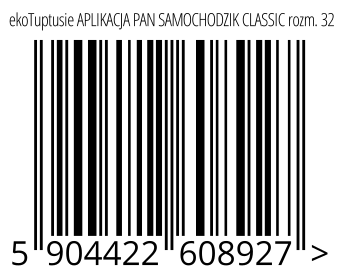 ekoTuptusie APLIKACJA PAN SAMOCHODZIK CLASSIC rozm. 32
5 904422 608927 >